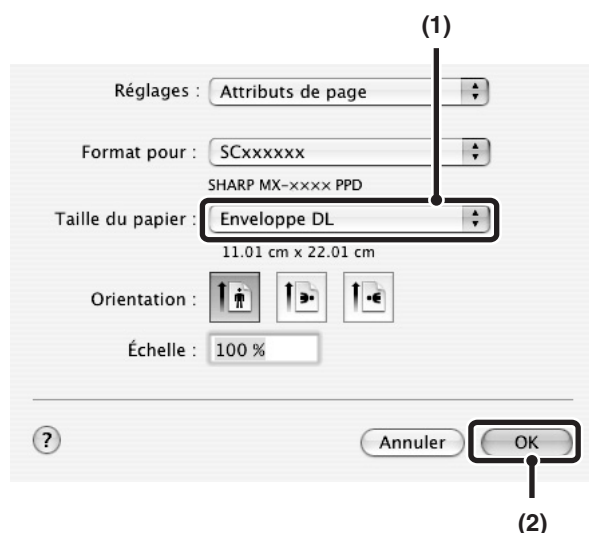 (1)
Réglages : Attributs de page
Format pour : SCxxxxxx
SHARP MX-xxxx PPD
Taille du papier : Enveloppe DL
11.01 cm x 22.01 cm
Orientation :
Échelle : 100 %
? Annuler OK
(2)